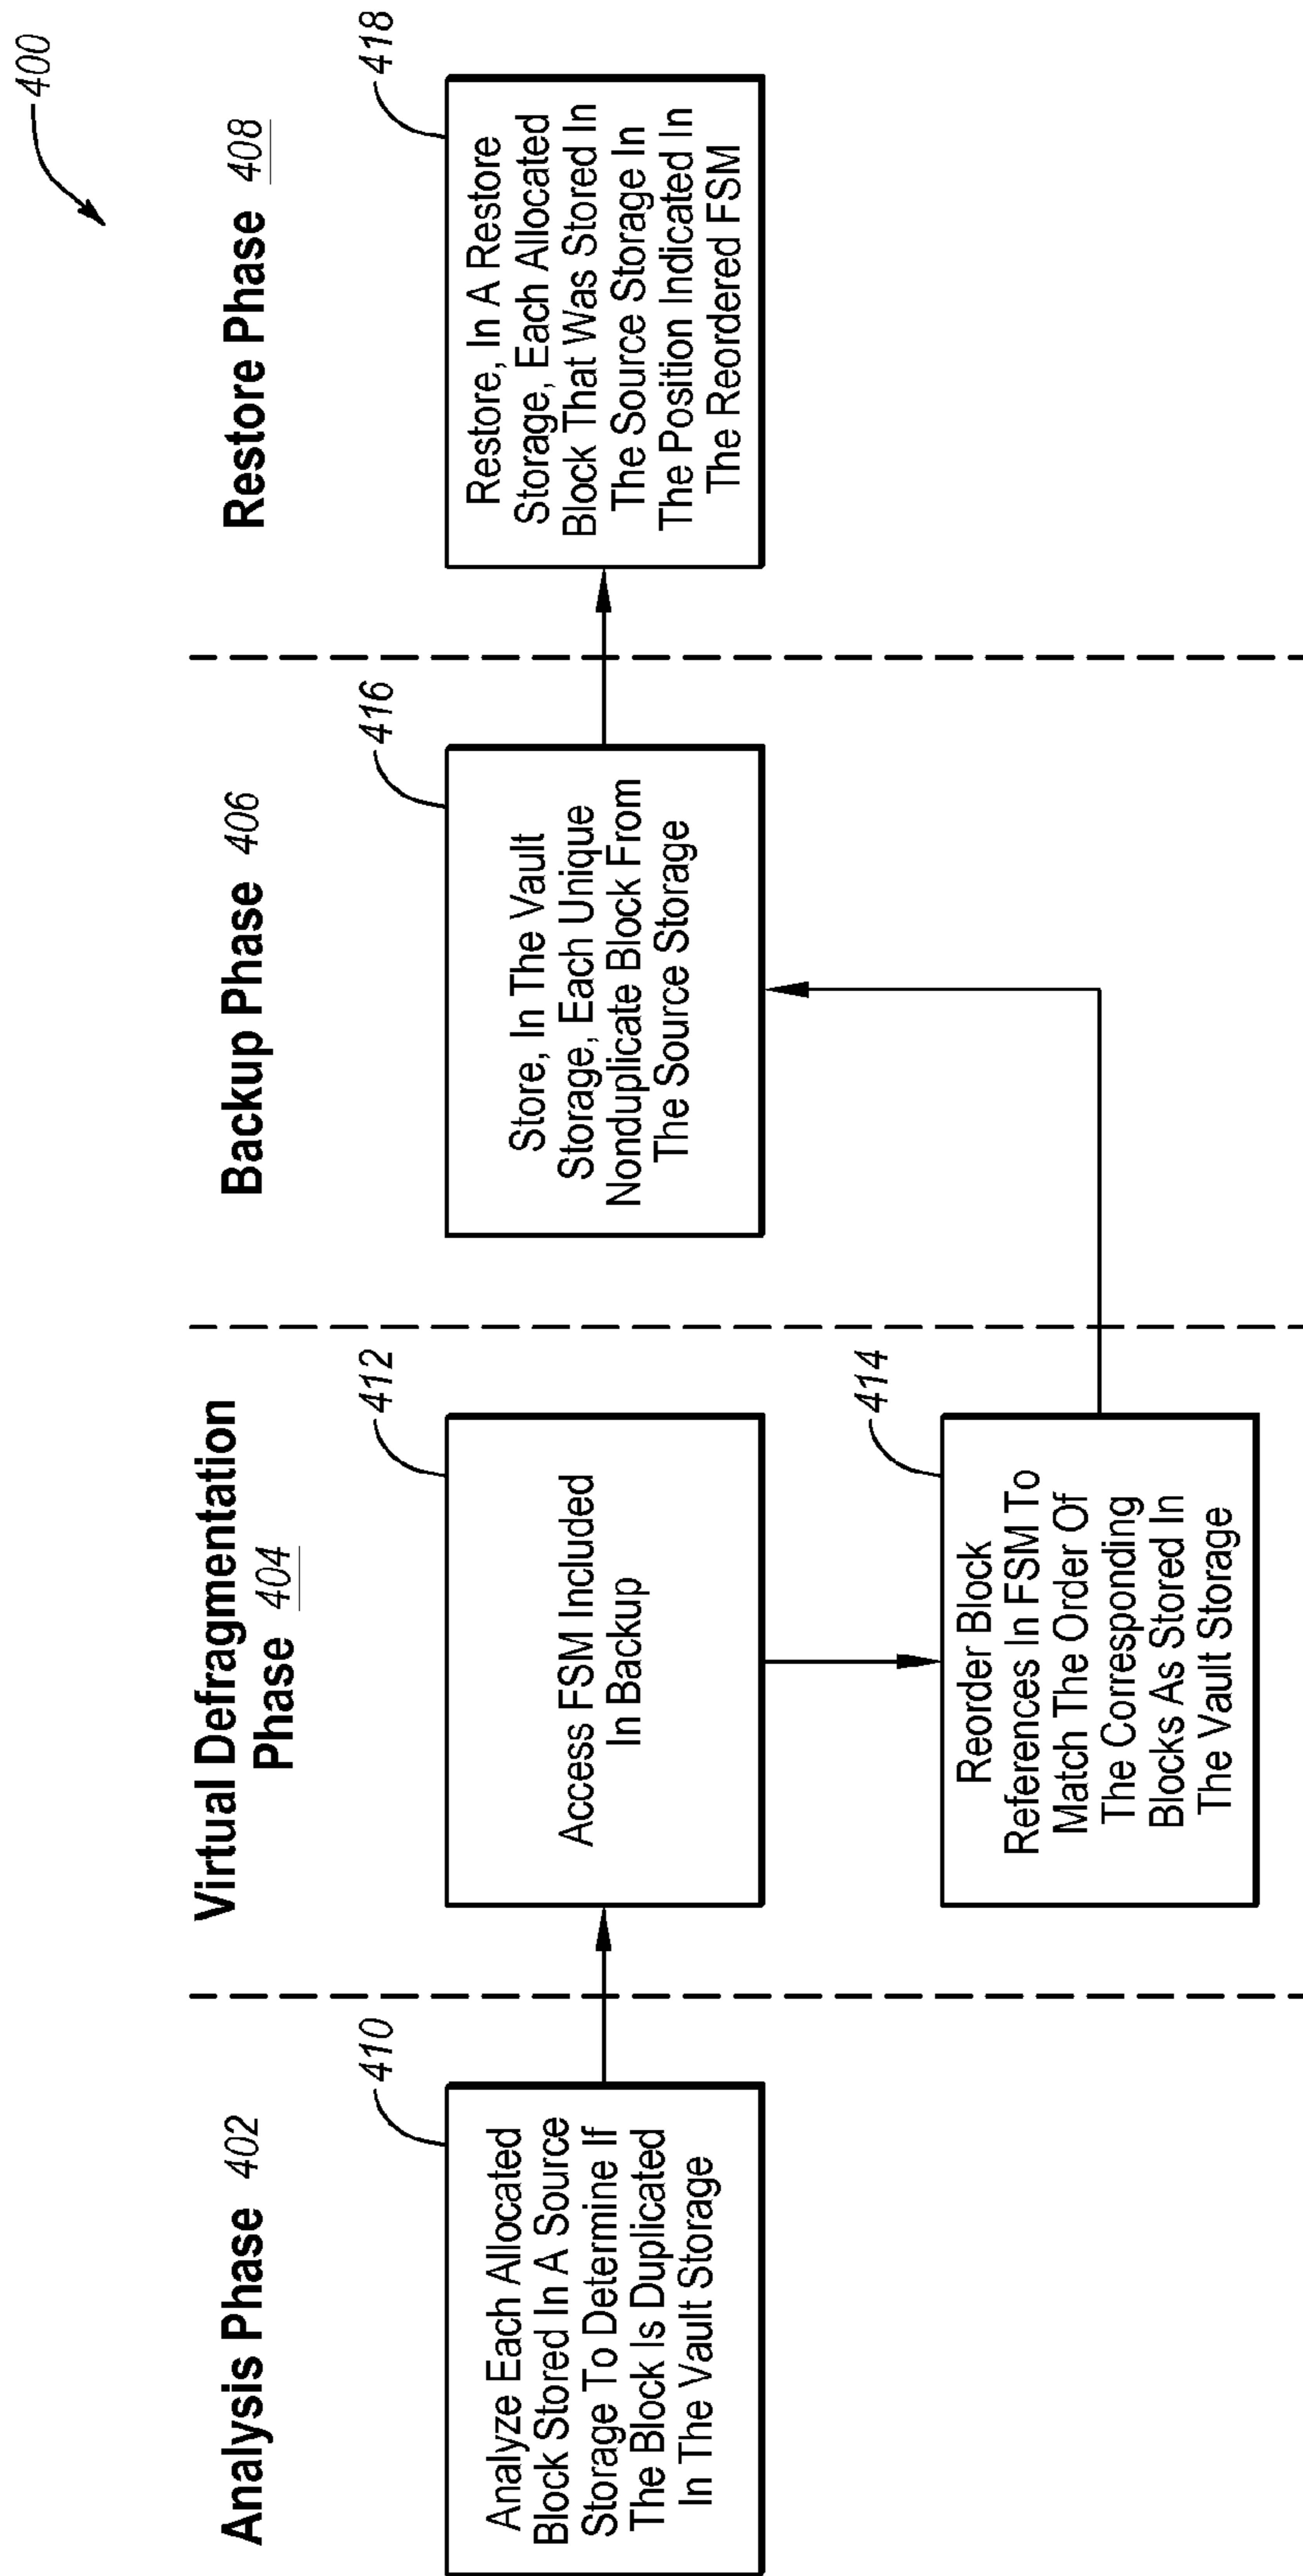 400
Analysis Phase 402
410
Analyze Each Allocated
Block Stored In A Source
Storage To Determine If
The Block Is Duplicated
In The Vault Storage
Virtual Defragmentation
Phase 404
412
Access FSM Included
In Backup
414
Reorder Block
References In FSM To
Match The Order Of
The Corresponding
Blocks As Stored In
The Vault Storage
Backup Phase 406
416
Store, In The Vault
Storage, Each Unique
Nonduplicate Block From
The Source Storage
Restore Phase 408
418
Restore, In A Restore
Storage, Each Allocated
Block That Was Stored In
The Source Storage In
The Position Indicated In
The Reordered FSM